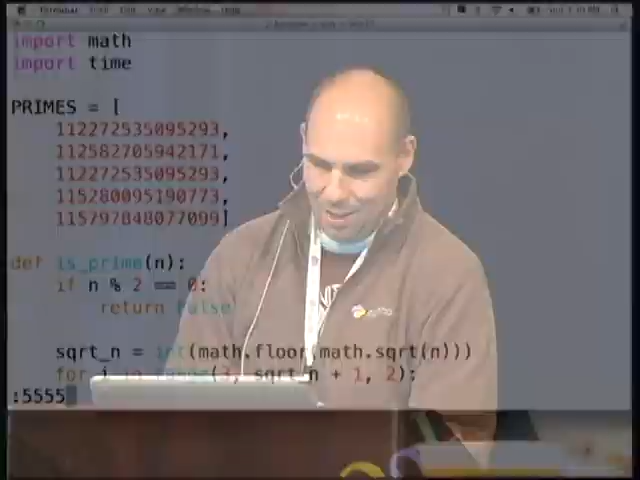 import math
import time
PRIMES = [
112272535095293,
112582705942171,
112272535095293,
115280095190773,
115797848077099]
def is_prime(n):
if n % 2 == 0:
return False
sqrt_n = int(math.floor(math.sqrt(n)))
for i in range(3, sqrt_n + 1, 2):
:5555